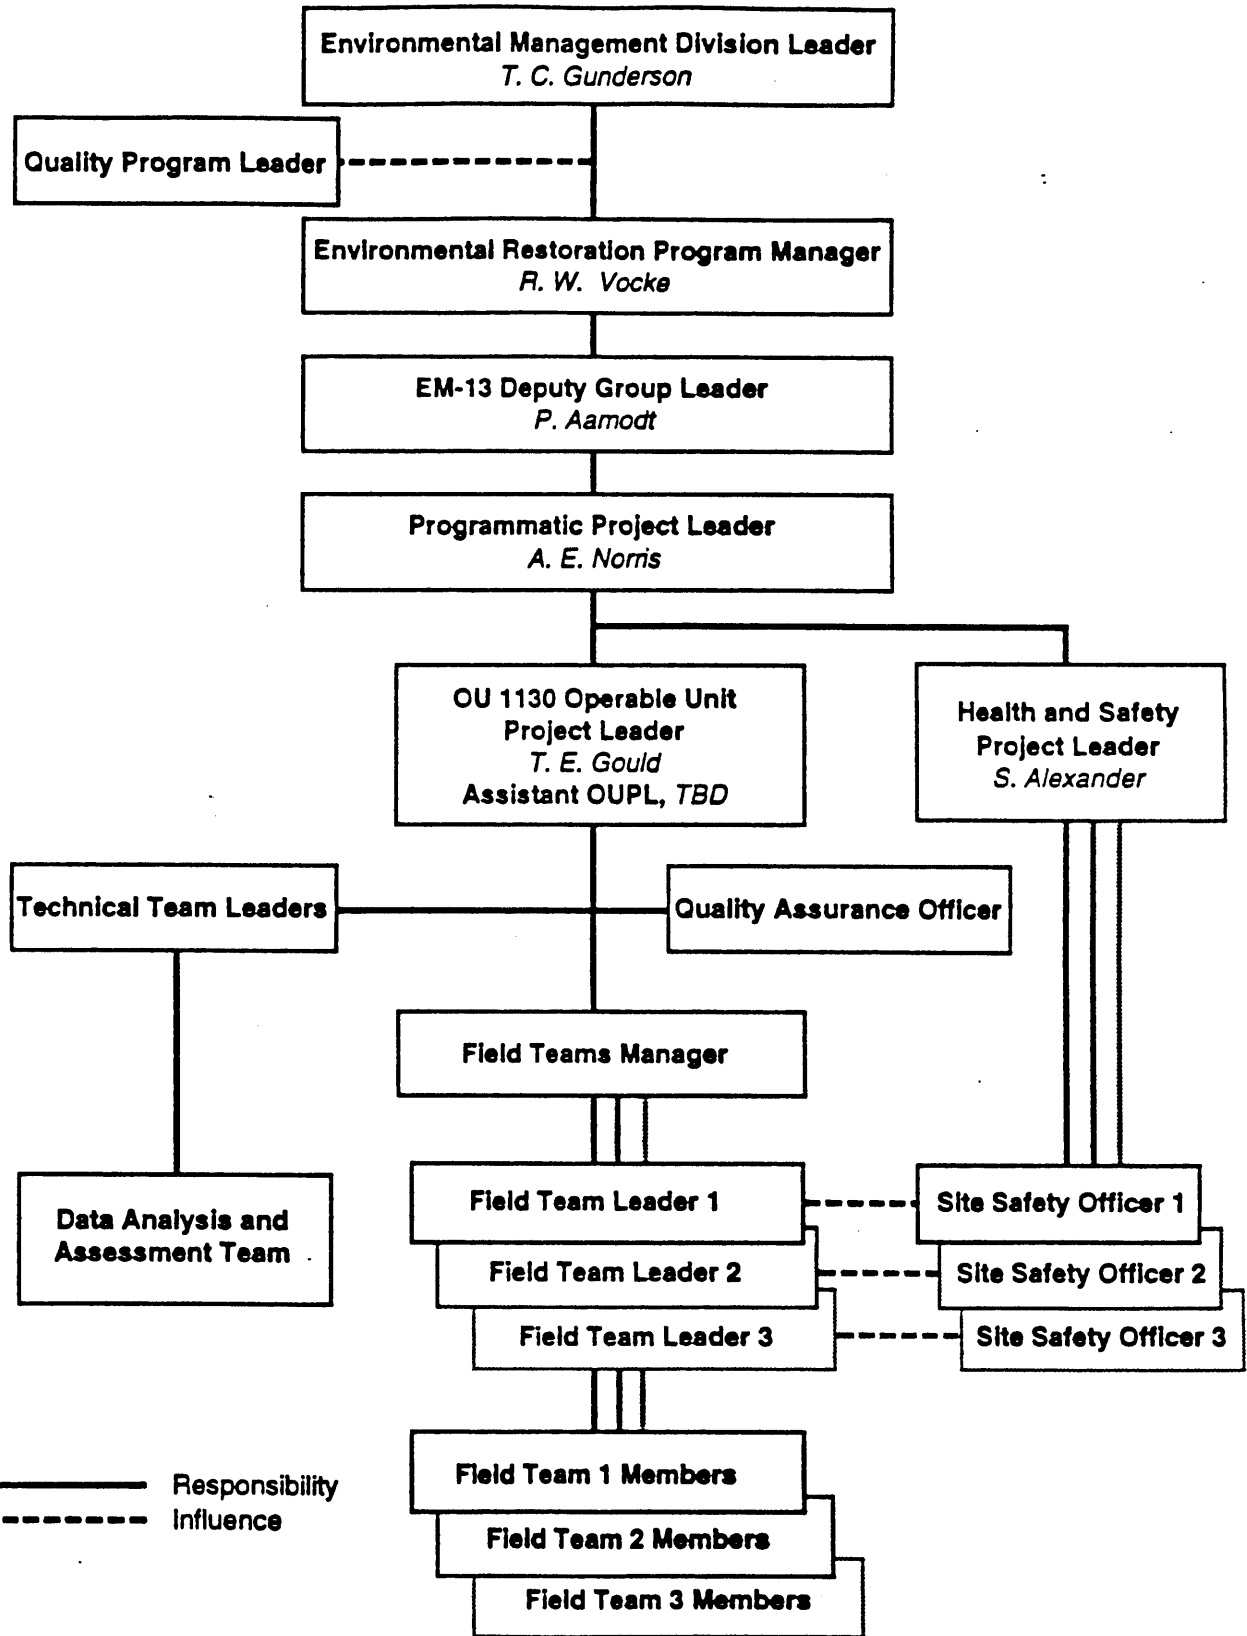 Environmental Management Division Leader
T. C. Gunderson
Quality Program Leader
Environmental Restoration Program Manager
R. W. Vocke
EM-13 Deputy Group Leader
P. Aamodt
Programmatic Project Leader
A. E. Norris
OU 1130 Operable Unit
Project Leader
T. E. Gould
Assistant OUPL, TBD
Health and Safety
Project Leader
S. Alexander
Technical Team Leaders
Quality Assurance Officer
Field Teams Manager
Data Analysis and
Assessment Team
Field Team Leader 1
Site Safety Officer 1
Field Team Leader 2
Site Safety Officer 2
Field Team Leader 3
Site Safety Officer 3
Responsibility
Influence
Field Team 1 Members
Field Team 2 Members
Field Team 3 Members